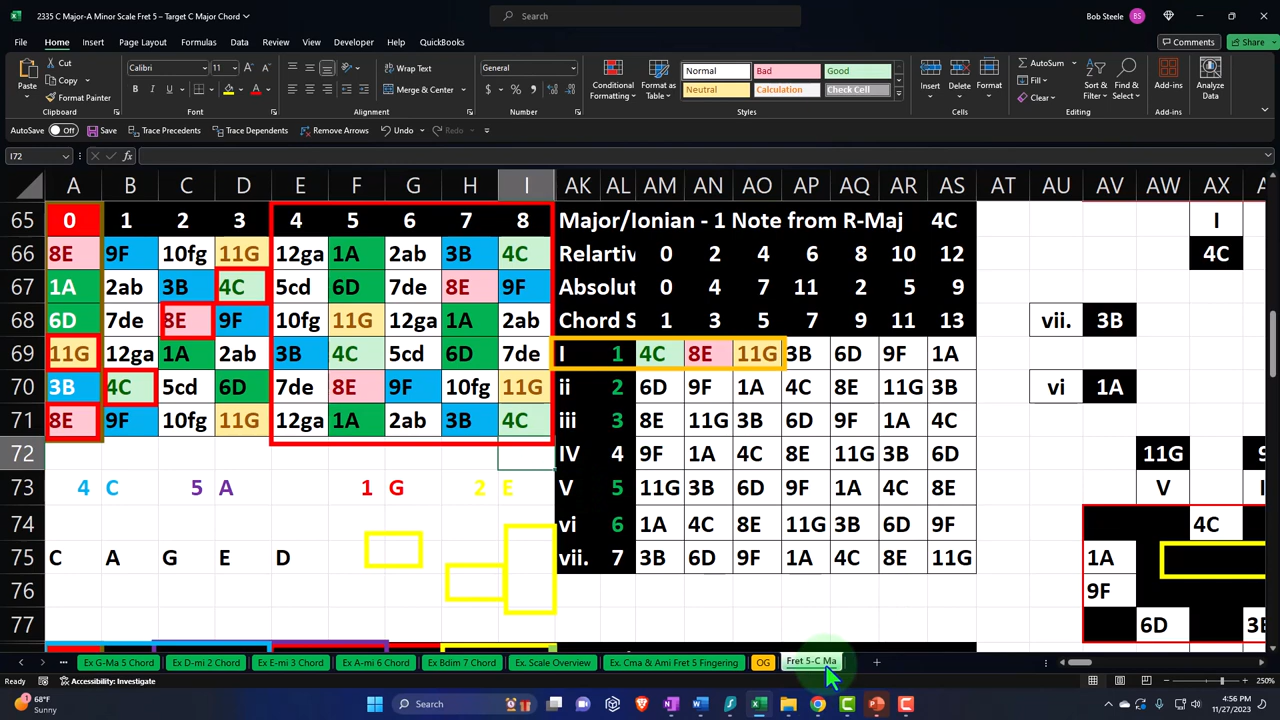 2335 C Major-A Minor Scale Fret 5 – Target C Major Chord
Search
Bob Steele BS
File Home Insert Page Layout Formulas Data Review View Developer Help QuickBooks
Comments Share
Paste Cut Copy Format Painter
Clipboard
Calibri 11
B I U
Font
Wrap Text
Merge & Center
Alignment
General
$ %
Number
Conditional Formatting Format as Table
Normal Bad Good
Neutral Calculation Check Cell
Styles
Insert Delete Format
Cells
AutoSum Fill Clear Sort & Filter Find & Select
Editing
Add-ins
Add-ins
Analyze Data
AutoSave Off Save Trace Precedents Trace Dependents Remove Arrows Undo Redo
I72 fx
A B C D E F G H I AK AL AM AN AO AP AQ AR AS AT AU AV AW AX
65 0 1 2 3 4 5 6 7 8 Major/Ionian - 1 Note from R-Maj 4C I
66 8E 9F 10fg 11G 12ga 1A 2ab 3B 4C Relartiv 0 2 4 6 8 10 12 4C
67 1A 2ab 3B 4C 5cd 6D 7de 8E 9F Absolut 0 4 7 11 2 5 9
68 6D 7de 8E 9F 10fg 11G 12ga 1A 2ab Chord S 1 3 5 7 9 11 13 vii. 3B
69 11G 12ga 1A 2ab 3B 4C 5cd 6D 7de I 1 4C 8E 11G 3B 6D 9F 1A
70 3B 4C 5cd 6D 7de 8E 9F 10fg 11G ii 2 6D 9F 1A 4C 8E 11G 3B vi 1A
71 8E 9F 10fg 11G 12ga 1A 2ab 3B 4C iii 3 8E 11G 3B 6D 9F 1A 4C
72 IV 4 9F 1A 4C 8E 11G 3B 6D 11G
73 4 C 5 A 1 G 2 E V 5 11G 3B 6D 9F 1A 4C 8E V
74 vi 6 1A 4C 8E 11G 3B 6D 9F 4C
75 C A G E D vii. 7 3B 6D 9F 1A 4C 8E 11G 1A
76 9F
77 6D
Ex G-Ma 5 Chord Ex D-mi 2 Chord Ex E-mi 3 Chord Ex A-mi 6 Chord Ex Bdim 7 Chord Ex. Scale Overview Ex. Cma & Ami Fret 5 Fingering OG Fret 5-C Ma
Ready Accessibility: Investigate 250%
68°F
Sunny
Search
4:56 PM
11/27/2023